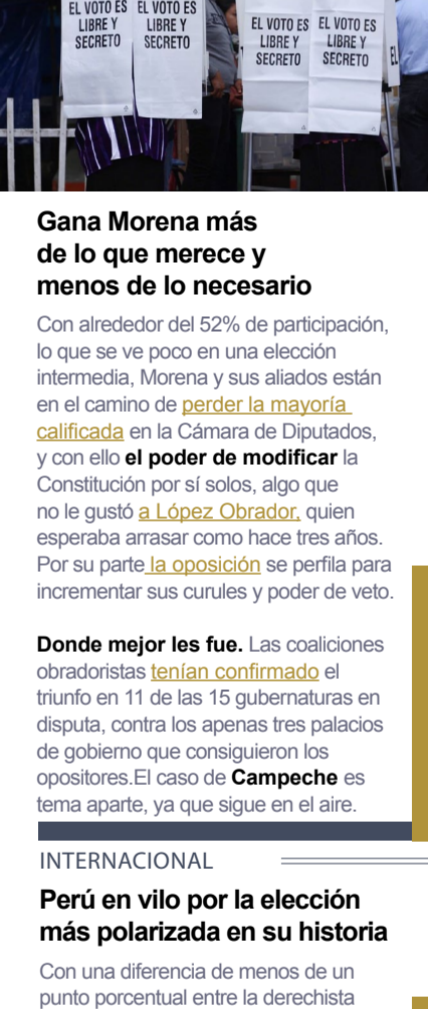 EL VOTO ES
LIBRE Y
SECRETO
EL VOTO ES
LIBRE Y
SECRETO
EL VOTO ES
LIBRE Y
SECRETO
EL VOTO ES
LIBRE Y
SECRETO
EL
Gana Morena más
de lo que merece y
menos de lo necesario
Con alrededor del 52% de participación,
lo que se ve poco en una elección
intermedia, Morena y sus aliados están
en el camino de perder la mayoría
calificada en la Cámara de Diputados,
y con ello el poder de modificar la
Constitución por sí solos, algo que
no le gustó a López Obrador, quien
esperaba arrasar como hace tres años.
Por su parte la oposición se perfila para
incrementar sus curules y poder de veto.
Donde mejor les fue. Las coaliciones
obradoristas tenían confirmado el
triunfo en 11 de las 15 gubernaturas en
disputa, contra los apenas tres palacios
de gobierno que consiguieron los
opositores.El caso de Campeche es
tema aparte, ya que sigue en el aire.
INTERNACIONAL
Perú en vilo por la elección
más polarizada en su historia
Con una diferencia de menos de un
punto porcentual entre la derechista